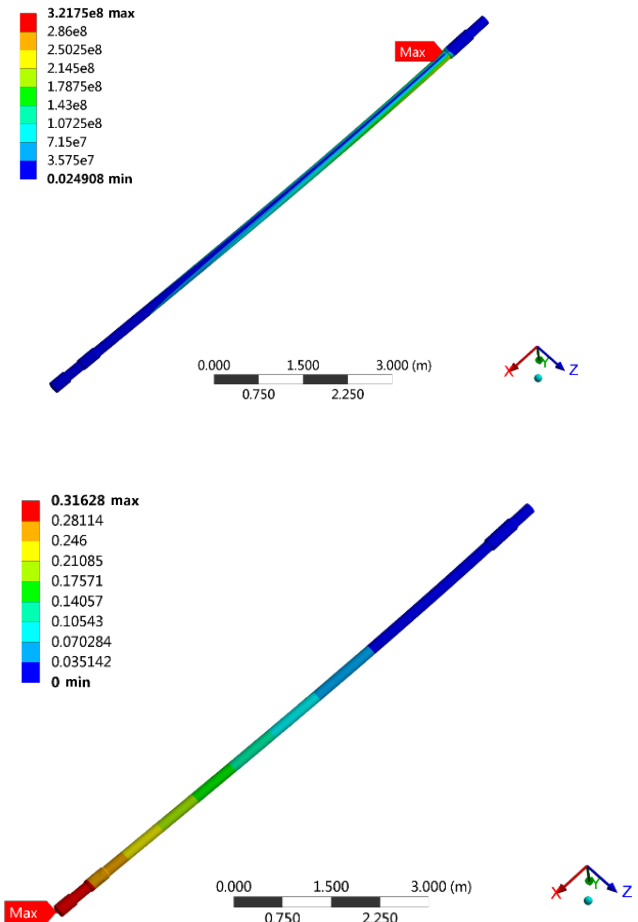 3.2175e8 max
2.86e8
2.5025e8
2.145e8
1.7875e8
1.43e8
1.0725e8
7.15e7
3.575e7
0.024908 min
Max
0.000 1.500 3.000 (m)
0.750 2.250
X Y Z
0.31628 max
0.28114
0.246
0.21085
0.17571
0.14057
0.10543
0.070284
0.035142
0 min
Max
0.000 1.500 3.000 (m)
0.750 2.250
X Y Z